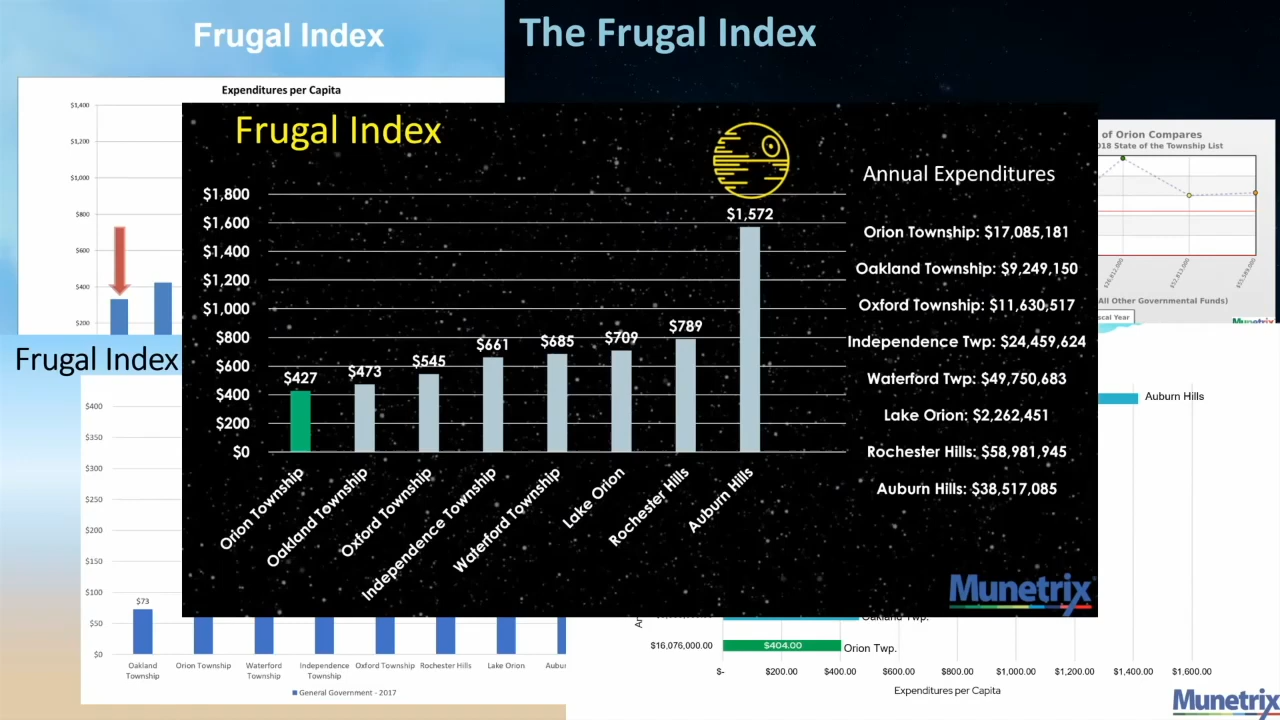 Frugal Index
The Frugal Index
Expenditures per Capita
$1,400
$1,200
$1,000
$800
$600
$400
$200
Frugal Index
Annual Expenditures
$1,800
$1,600
$1,400
$1,200
$1,000
$800
$600
$400
$200
$0
$427
$473
$545
$661
$685
$709
$789
$1,572
Orion Township
Oakland Township
Oxford Township
Independence Township
Waterford Township
Lake Orion
Rochester Hills
Auburn Hills
Orion Township: $17,085,181
Oakland Township: $9,249,150
Oxford Township: $11,630,517
Independence Twp: $24,459,624
Waterford Twp: $49,750,683
Lake Orion: $2,262,451
Rochester Hills: $58,981,945
Auburn Hills: $38,517,085
Munetrix
of Orion Compares
018 State of the Township List
All Other Governmental Funds)
scal Year
Munetrix
Frugal Index
$400
$350
$300
$250
$200
$150
$100
$50
$0
$73
Oakland Township
Orion Township
Waterford Township
Independence Township
Oxford Township
Rochester Hills
Lake Orion
Aubur
General Government - 2017
Auburn Hills
Oakland Twp.
$16,076,000.00
$404.00
Orion Twp.
$-
$200.00
$400.00
$600.00
$800.00
$1,000.00
$1,200.00
$1,400.00
$1,600.00
Expenditures per Capita
Munetrix